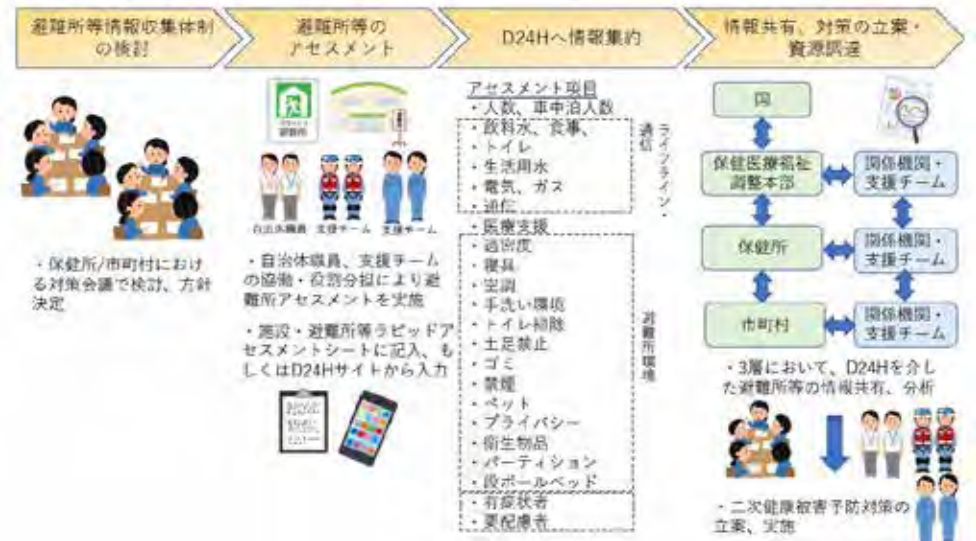 避難所等情報収集体制
の検討
避難所等の
アセスメント
D24Hへ情報集約
情報共有、対策の立案・
資源調達
・保健所/市町村におけ
る対策会議で検討、方針
決定
避難所
自治体職員
支援チーム
支援チーム
・自治体職員、支援チーム
の協働・役割分担により避
難所アセスメントを実施
・施設・避難所等ラピッドア
セスメントシートに記入、も
しくはD24Hサイトから入力
アセスメント項目
・人数、車中泊人数
・飲料水、食事、
・トイレ
・生活用水
・電気、ガス
・通信
ライフライン・
通信
・医療支援
・過密度
・寝具
・空調
・手洗い環境
・トイレ掃除
・土足禁止
・ゴミ
・禁煙
・ペット
・プライバシー
・衛生物品
・パーティション
・段ボールベッド
避難所環境
・有症状者
・要配慮者
国
保健医療福祉
調整本部
関係機関・
支援チーム
保健所
関係機関・
支援チーム
市町村
関係機関・
支援チーム
・3層において、D24Hを介し
た避難所等の情報共有、分析
・二次健康被害予防対策の
立案、実施